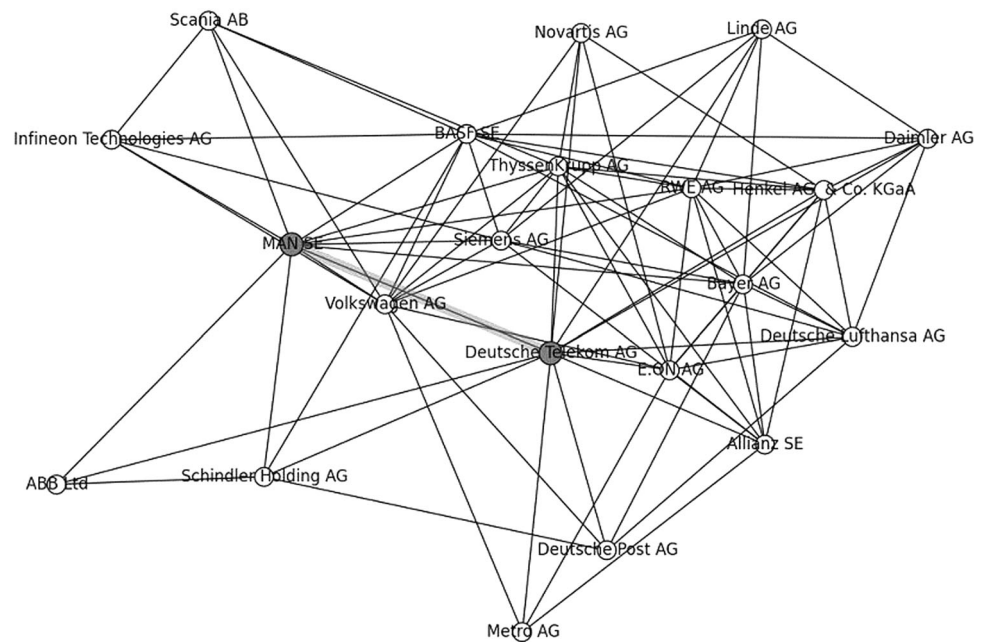 Scania AB
Novartis AG
Linde AG
Infineon Technologies AG
BASF SE
Daimler AG
ThyssenKrupp AG
RWE AG
Henkel AG & Co. KGaA
MAN SE
Siemens AG
Bayer AG
Volkswagen AG
Deutsche Lufthansa AG
Deutsche Telekom AG
E.ON AG
Allianz SE
ABB Ltd
Schindler Holding AG
Deutsche Post AG
Metro AG